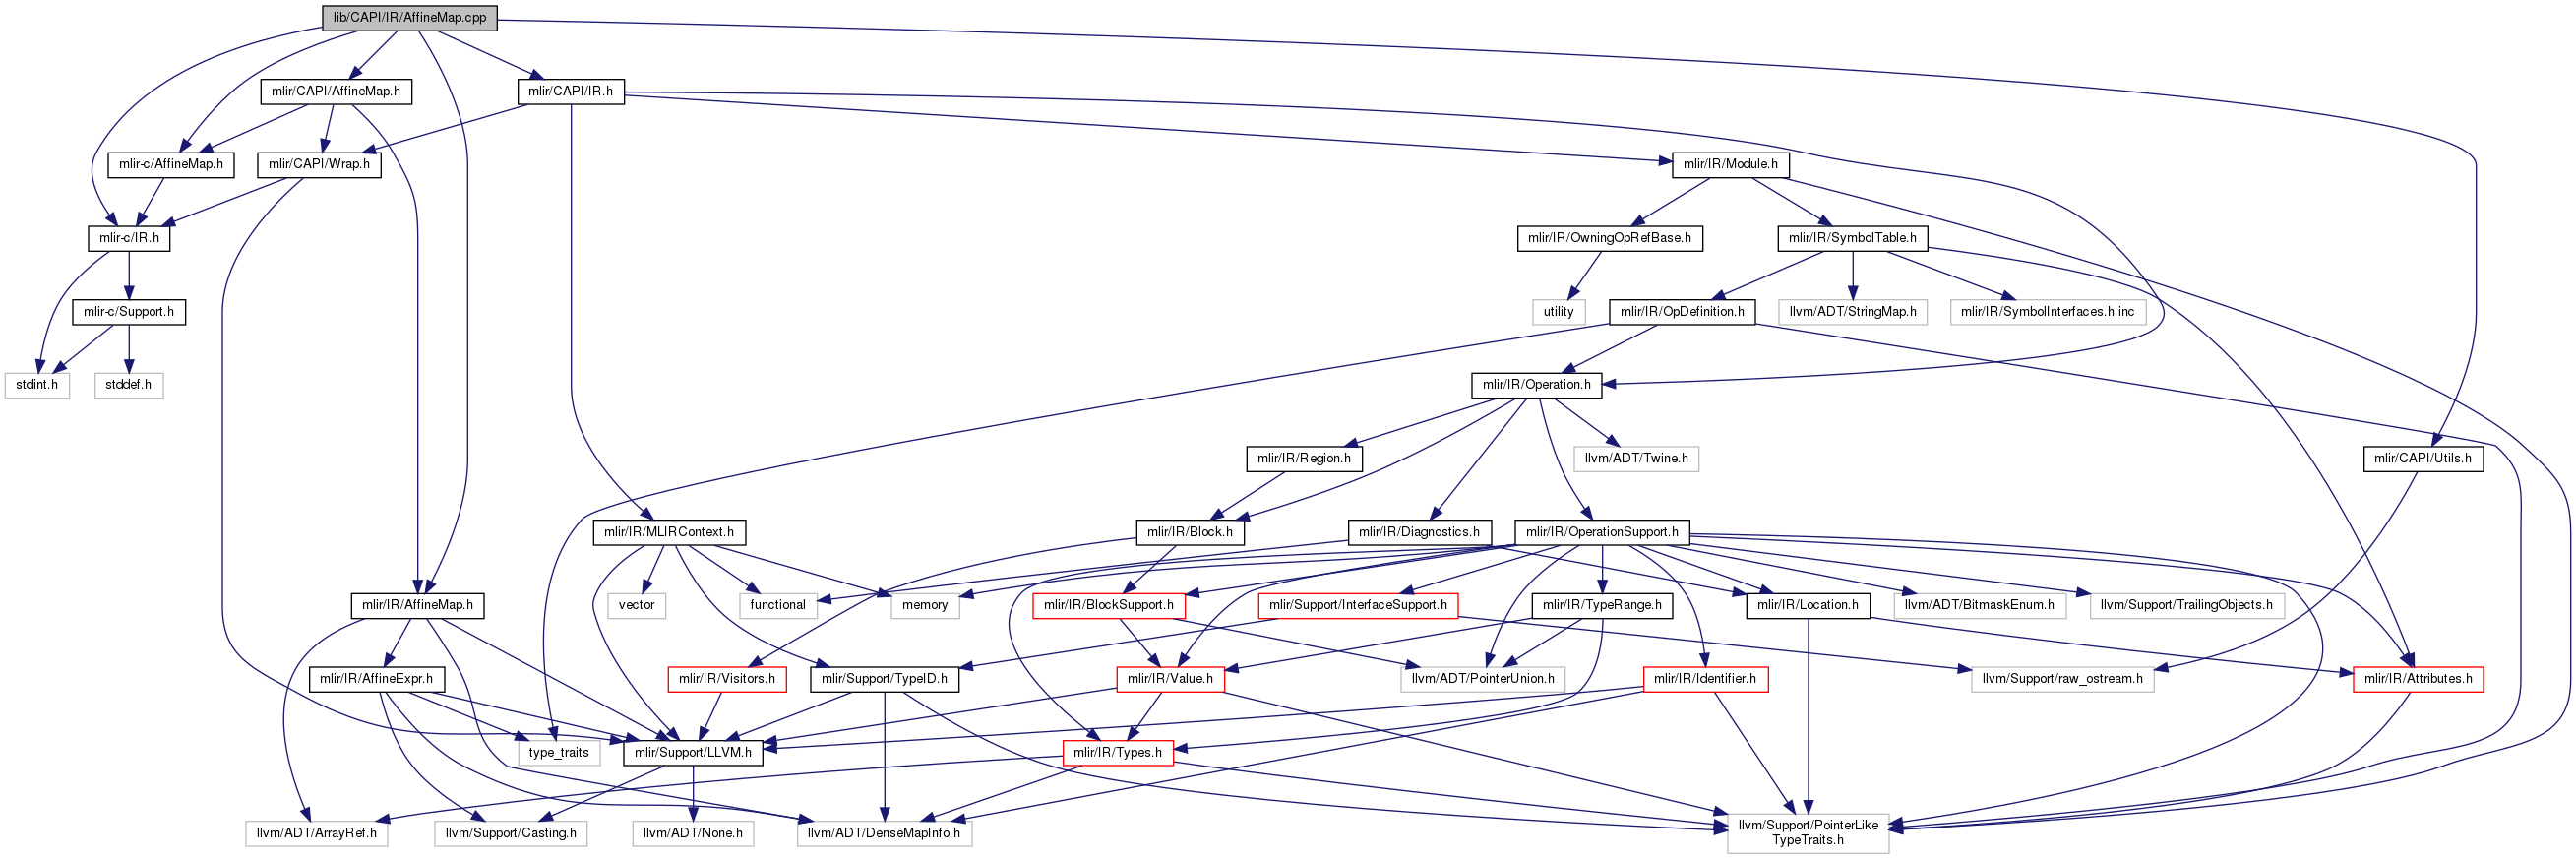 lib/CAPI/IR/AffineMap.cpp
mlir/CAPI/AffineMap.h
mlir/CAPI/IR.h
mlir-c/AffineMap.h
mlir/CAPI/Wrap.h
mlir/IR/Module.h
mlir-c/IR.h
mlir/IR/OwningOpRefBase.h
mlir/IR/SymbolTable.h
mlir-c/Support.h
utility
mlir/IR/OpDefinition.h
llvm/ADT/StringMap.h
mlir/IR/SymbolInterfaces.h.inc
stdint.h
stddef.h
mlir/IR/Operation.h
mlir/IR/Region.h
llvm/ADT/Twine.h
mlir/CAPI/Utils.h
mlir/IR/MLIRContext.h
mlir/IR/Block.h
mlir/IR/Diagnostics.h
mlir/IR/OperationSupport.h
mlir/IR/AffineMap.h
vector
functional
memory
mlir/IR/BlockSupport.h
mlir/Support/InterfaceSupport.h
mlir/IR/TypeRange.h
mlir/IR/Location.h
llvm/ADT/BitmaskEnum.h
llvm/Support/TrailingObjects.h
mlir/IR/AffineExpr.h
mlir/IR/Visitors.h
mlir/Support/TypeID.h
mlir/IR/Value.h
llvm/ADT/PointerUnion.h
mlir/IR/Identifier.h
llvm/Support/raw_ostream.h
mlir/IR/Attributes.h
type_traits
mlir/Support/LLVM.h
mlir/IR/Types.h
llvm/ADT/ArrayRef.h
llvm/Support/Casting.h
llvm/ADT/None.h
llvm/ADT/DenseMapInfo.h
llvm/Support/PointerLike
TypeTraits.h